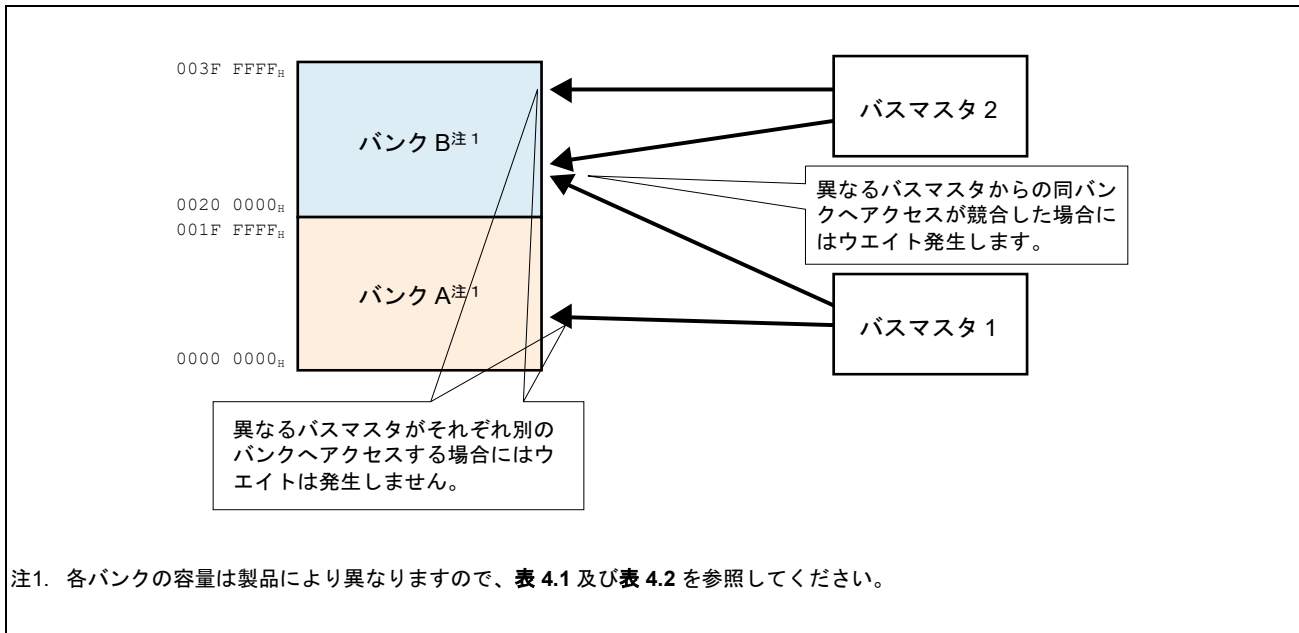 003F FFFFH
バンク B注1
0020 0000H
001F FFFFH
バンク A注1
0000 0000H
バスマスタ 2
異なるバスマスタからの同バン
クへアクセスが競合した場合に
はウエイト発生します。
バスマスタ 1
異なるバスマスタがそれぞれ別の
バンクへアクセスする場合にはウ
エイトは発生しません。
注1. 各バンクの容量は製品により異なりますので、表 4.1 及び表 4.2 を参照してください。